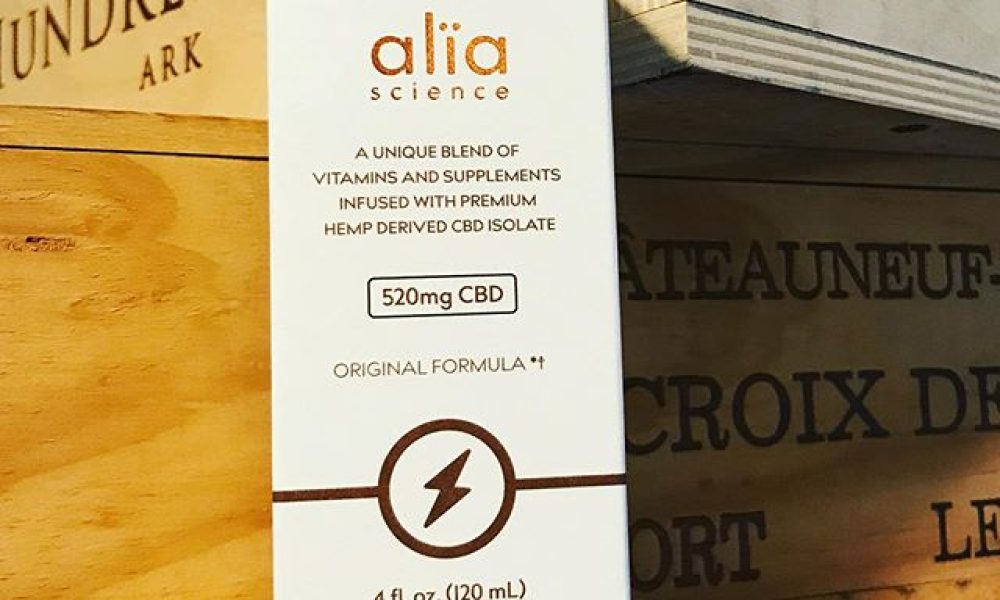 ARK
alïa
science
A UNIQUE BLEND OF
VITAMINS AND SUPPLEMENTS
INFUSED WITH PREMIUM
HEMP DERIVED CBD ISOLATE
520mg CBD
ORIGINAL FORMULA *†
4 fl. oz. (120 mL)
ÂTEAUNEUF-
CROIX DE
ORT
LE